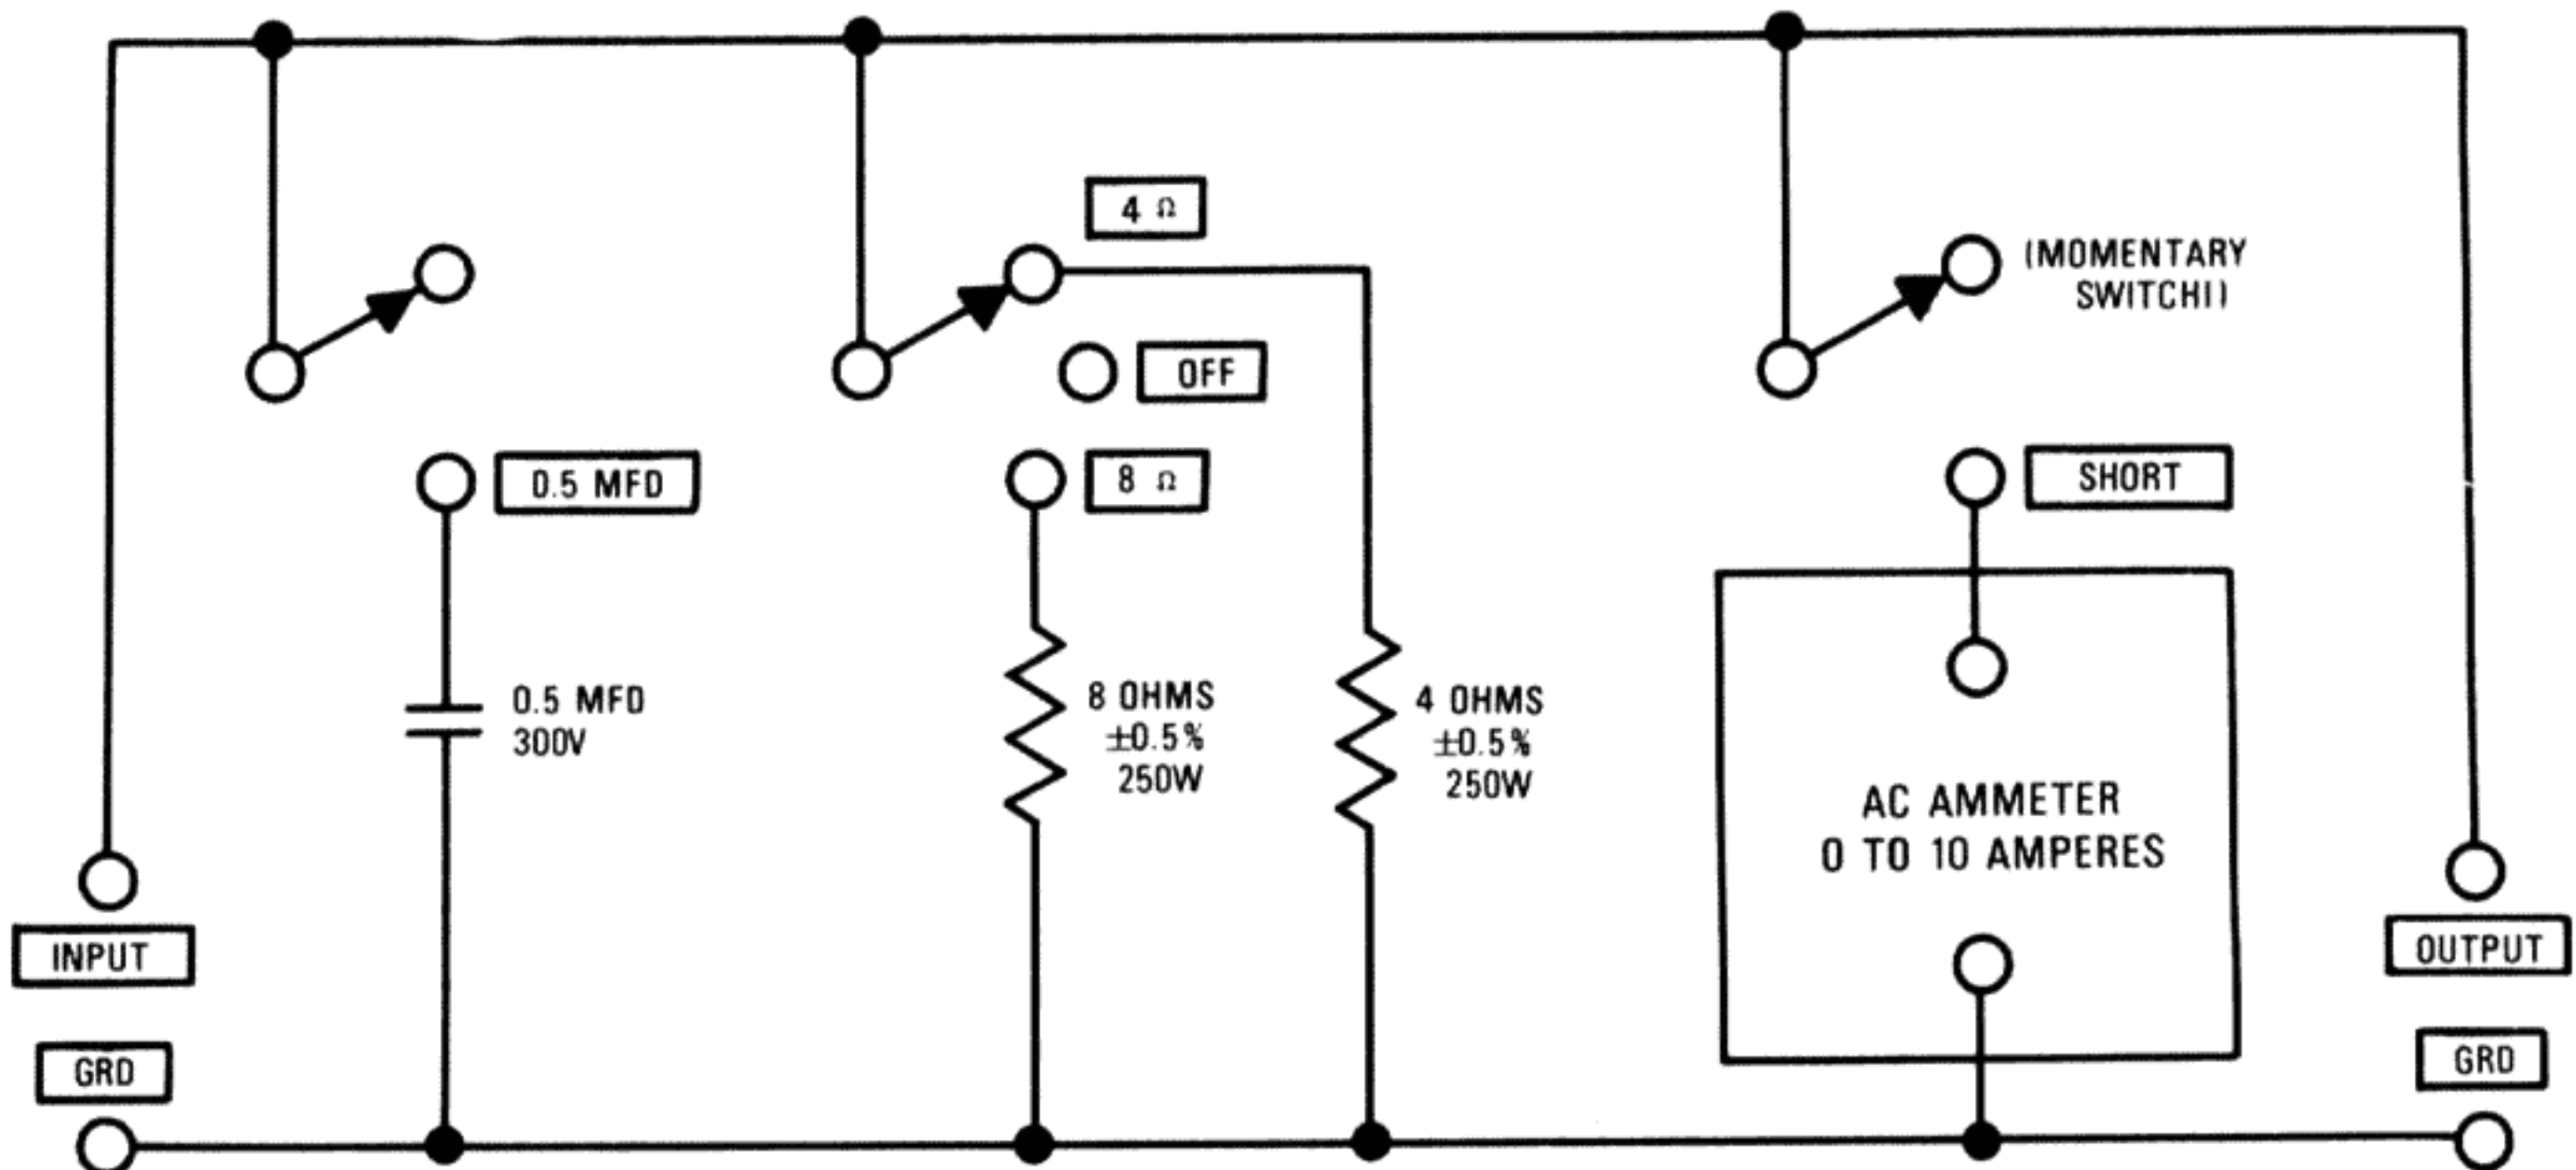 4 Ω
(MOMENTARY
SWITCH))
OFF
0.5 MFD
8 Ω
SHORT
0.5 MFD
300V
8 OHMS
±0.5%
250W
4 OHMS
±0.5%
250W
AC AMMETER
0 TO 10 AMPERES
INPUT
OUTPUT
GRD
GRD